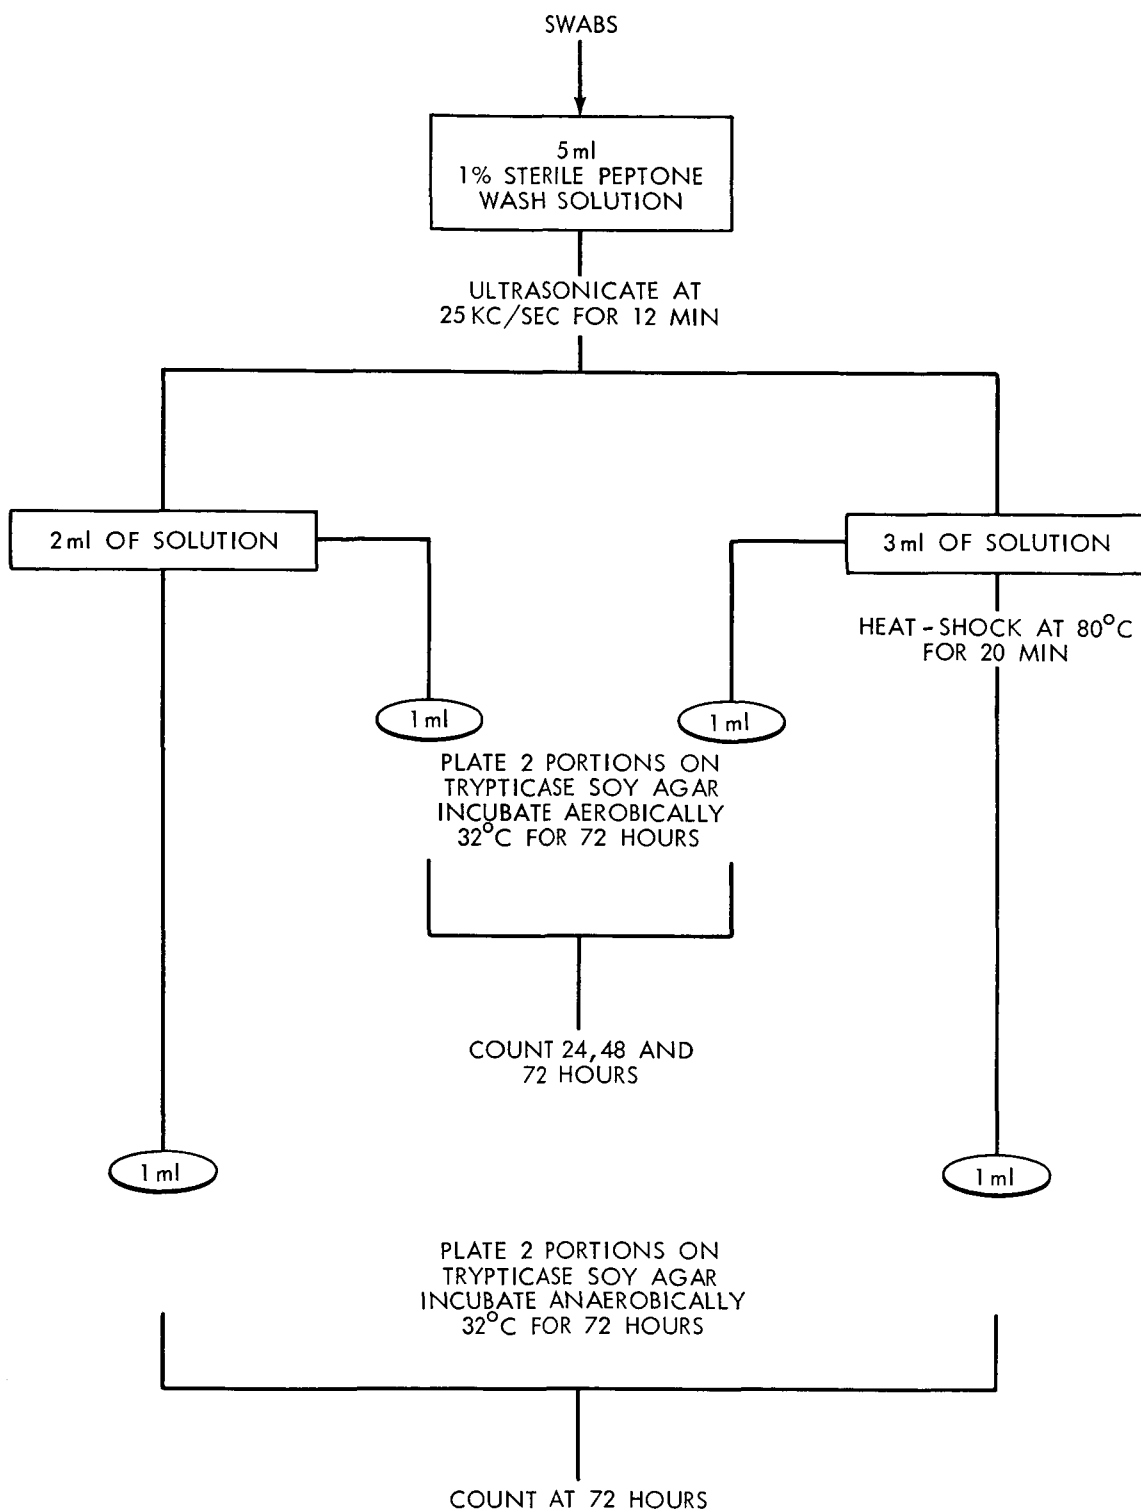 SWABS
5 ml
1% STERILE PEPTONE
WASH SOLUTION
ULTRASONICATE AT
25 KC/SEC FOR 12 MIN
2 ml OF SOLUTION
3 ml OF SOLUTION
HEAT-SHOCK AT 80°C
FOR 20 MIN
1 ml
1 ml
PLATE 2 PORTIONS ON
TRYPTICASE SOY AGAR
INCUBATE AEROBICALLY
32°C FOR 72 HOURS
COUNT 24, 48 AND
72 HOURS
1 ml
1 ml
PLATE 2 PORTIONS ON
TRYPTICASE SOY AGAR
INCUBATE ANAEROBICALLY
32°C FOR 72 HOURS
COUNT AT 72 HOURS